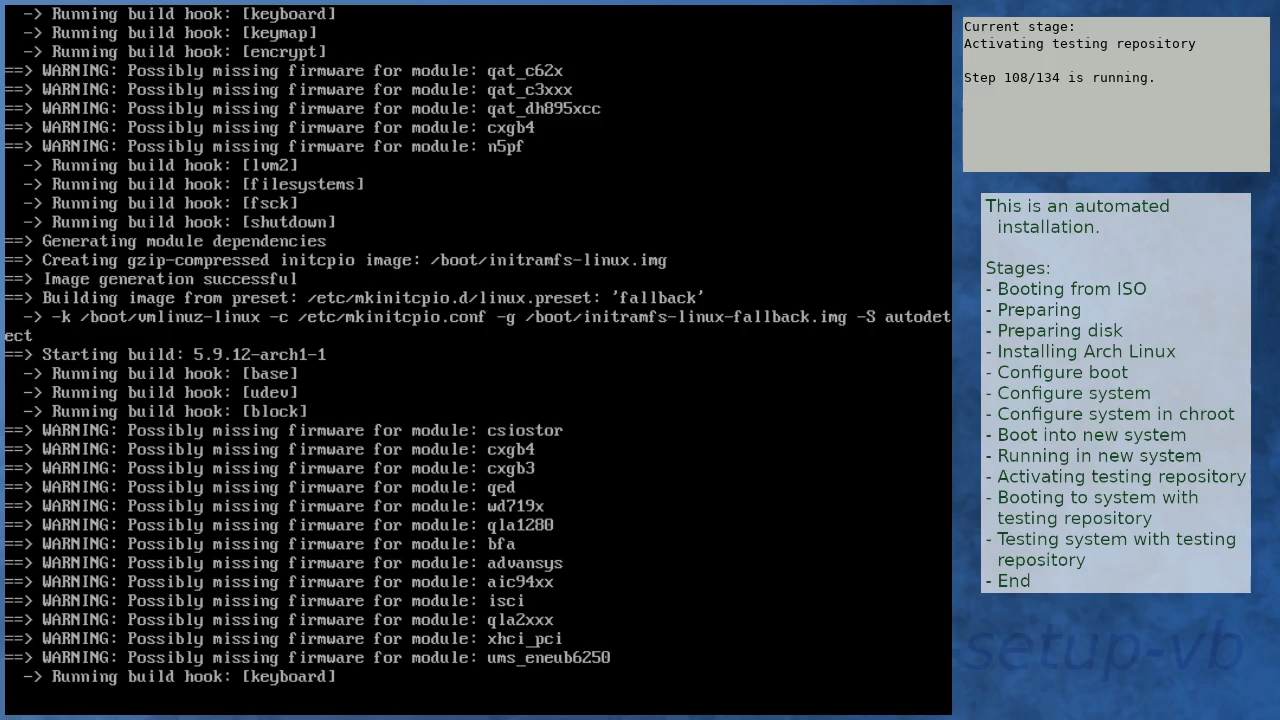 -> Running build hook: [keyboard]
-> Running build hook: [keymap]
-> Running build hook: [encrypt]
==> WARNING: Possibly missing firmware for module: qat_c62x
==> WARNING: Possibly missing firmware for module: qat_c3xxx
==> WARNING: Possibly missing firmware for module: qat_dh895xcc
==> WARNING: Possibly missing firmware for module: cxgb4
==> WARNING: Possibly missing firmware for module: n5pf
-> Running build hook: [lvm2]
-> Running build hook: [filesystems]
-> Running build hook: [fsck]
-> Running build hook: [shutdown]
==> Generating module dependencies
==> Creating gzip-compressed initcpio image: /boot/initramfs-linux.img
==> Image generation successful
==> Building image from preset: /etc/mkinitcpio.d/linux.preset: 'fallback'
-> -k /boot/vmlinuz-linux -c /etc/mkinitcpio.conf -g /boot/initramfs-linux-fallback.img -S autodet
ect
==> Starting build: 5.9.12-arch1-1
-> Running build hook: [base]
-> Running build hook: [udev]
-> Running build hook: [block]
==> WARNING: Possibly missing firmware for module: csiostor
==> WARNING: Possibly missing firmware for module: cxgb4
==> WARNING: Possibly missing firmware for module: cxgb3
==> WARNING: Possibly missing firmware for module: qed
==> WARNING: Possibly missing firmware for module: wd719x
==> WARNING: Possibly missing firmware for module: qla1280
==> WARNING: Possibly missing firmware for module: bfa
==> WARNING: Possibly missing firmware for module: advansys
==> WARNING: Possibly missing firmware for module: aic94xx
==> WARNING: Possibly missing firmware for module: isci
==> WARNING: Possibly missing firmware for module: qla2xxx
==> WARNING: Possibly missing firmware for module: xhci_pci
==> WARNING: Possibly missing firmware for module: ums_eneub6250
-> Running build hook: [keyboard]
Current stage:
Activating testing repository
Step 108/134 is running.
This is an automated
installation.
Stages:
- Booting from ISO
- Preparing
- Preparing disk
- Installing Arch Linux
- Configure boot
- Configure system
- Configure system in chroot
- Boot into new system
- Running in new system
- Activating testing repository
- Booting to system with
testing repository
- Testing system with testing
repository
- End
setup-vb